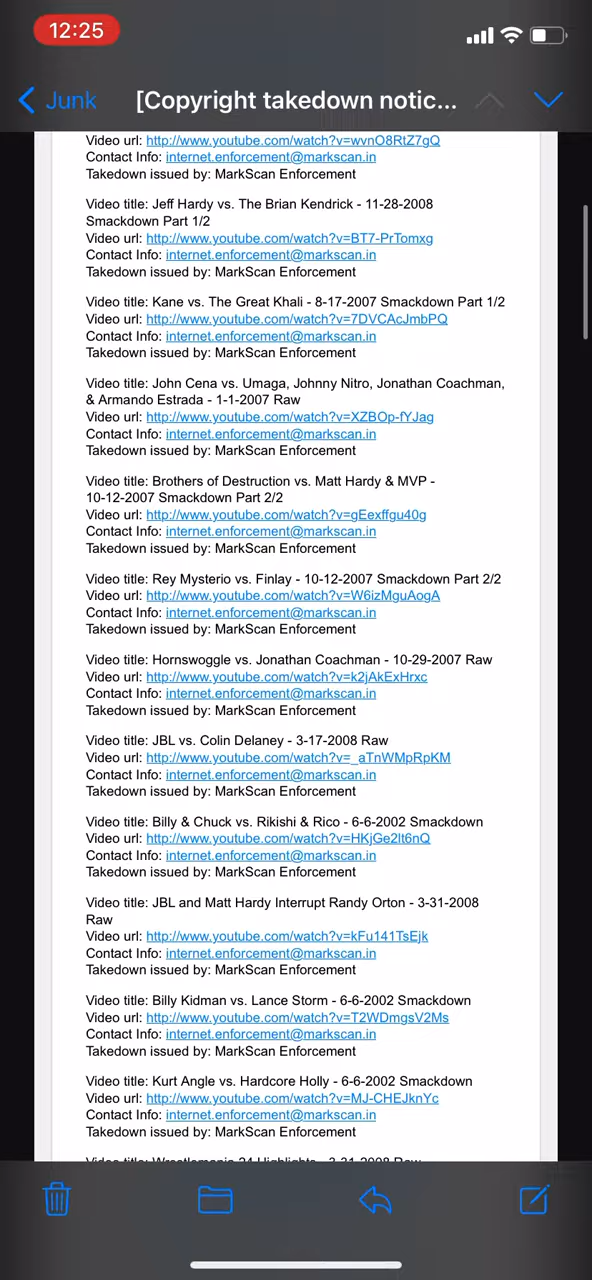 12:25
Junk
[Copyright takedown notic...
Video url: http://www.youtube.com/watch?v=wvnO8RtZ7gQ
Contact Info: internet.enforcement@markscan.in
Takedown issued by: MarkScan Enforcement
Video title: Jeff Hardy vs. The Brian Kendrick - 11-28-2008
Smackdown Part 1/2
Video url: http://www.youtube.com/watch?v=BT7-PrTomxg
Contact Info: internet.enforcement@markscan.in
Takedown issued by: MarkScan Enforcement
Video title: Kane vs. The Great Khali - 8-17-2007 Smackdown Part 1/2
Video url: http://www.youtube.com/watch?v=7DVCAcJmbPQ
Contact Info: internet.enforcement@markscan.in
Takedown issued by: MarkScan Enforcement
Video title: John Cena vs. Umaga, Johnny Nitro, Jonathan Coachman,
& Armando Estrada - 1-1-2007 Raw
Video url: http://www.youtube.com/watch?v=XZBOp-fYJag
Contact Info: internet.enforcement@markscan.in
Takedown issued by: MarkScan Enforcement
Video title: Brothers of Destruction vs. Matt Hardy & MVP -
10-12-2007 Smackdown Part 2/2
Video url: http://www.youtube.com/watch?v=gEexffgu40g
Contact Info: internet.enforcement@markscan.in
Takedown issued by: MarkScan Enforcement
Video title: Rey Mysterio vs. Finlay - 10-12-2007 Smackdown Part 2/2
Video url: http://www.youtube.com/watch?v=W6izMguAogA
Contact Info: internet.enforcement@markscan.in
Takedown issued by: MarkScan Enforcement
Video title: Hornswoggle vs. Jonathan Coachman - 10-29-2007 Raw
Video url: http://www.youtube.com/watch?v=k2jAkExHrxc
Contact Info: internet.enforcement@markscan.in
Takedown issued by: MarkScan Enforcement
Video title: JBL vs. Colin Delaney - 3-17-2008 Raw
Video url: http://www.youtube.com/watch?v=_aTnWMpRpKM
Contact Info: internet.enforcement@markscan.in
Takedown issued by: MarkScan Enforcement
Video title: Billy & Chuck vs. Rikishi & Rico - 6-6-2002 Smackdown
Video url: http://www.youtube.com/watch?v=HKjGe2lt6nQ
Contact Info: internet.enforcement@markscan.in
Takedown issued by: MarkScan Enforcement
Video title: JBL and Matt Hardy Interrupt Randy Orton - 3-31-2008
Raw
Video url: http://www.youtube.com/watch?v=kFu141TsEjk
Contact Info: internet.enforcement@markscan.in
Takedown issued by: MarkScan Enforcement
Video title: Billy Kidman vs. Lance Storm - 6-6-2002 Smackdown
Video url: http://www.youtube.com/watch?v=T2WDmgsV2Ms
Contact Info: internet.enforcement@markscan.in
Takedown issued by: MarkScan Enforcement
Video title: Kurt Angle vs. Hardcore Holly - 6-6-2002 Smackdown
Video url: http://www.youtube.com/watch?v=MJ-CHEJknYc
Contact Info: internet.enforcement@markscan.in
Takedown issued by: MarkScan Enforcement
Video title: Wrestlemania 24 Highlights - 3-31-2008 Raw